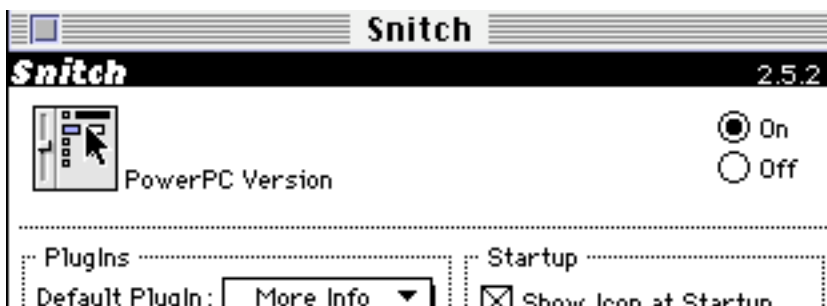 Snitch
Snitch 2.5.2
On
PowerPC Version Off
PlugIns Startup
Default PlugIn: More Info Show Icon at Startup